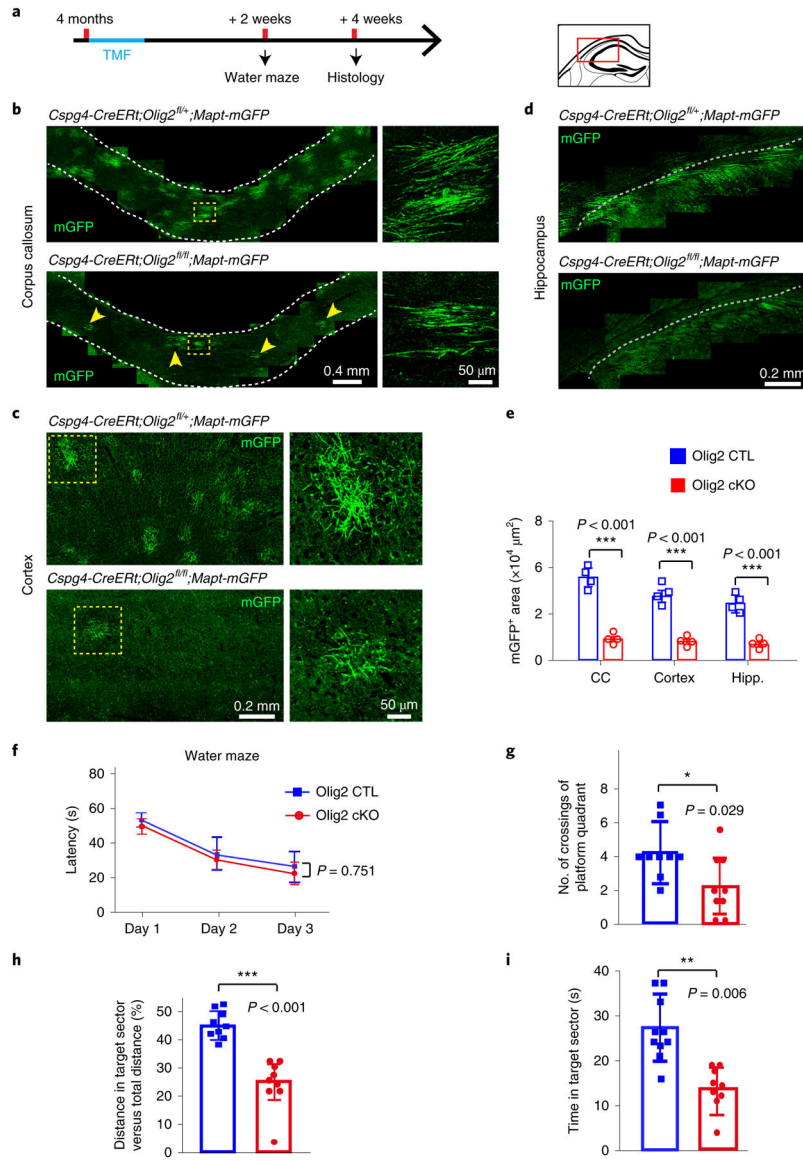 a
4 months
+ 2 weeks
+ 4 weeks
TMF
Water maze
Histology
b
Cspg4-CreERt;Olig2fl/+;Mapt-mGFP
mGFP
Cspg4-CreERt;Olig2fl/fl;Mapt-mGFP
mGFP
0.4 mm
50 μm
Corpus callosum
d
Cspg4-CreERt;Olig2fl/+;Mapt-mGFP
mGFP
Cspg4-CreERt;Olig2fl/fl;Mapt-mGFP
mGFP
0.2 mm
Hippocampus
c
Cspg4-CreERt;Olig2fl/+;Mapt-mGFP
mGFP
Cspg4-CreERt;Olig2fl/fl;Mapt-mGFP
mGFP
0.2 mm
50 μm
Cortex
e
Olig2 CTL
Olig2 cKO
mGFP+ area (×10⁴ μm²)
8
6
2
0
P < 0.001
***
P < 0.001
***
P < 0.001
***
CC
Cortex
Hipp.
f
Water maze
Latency (s)
80
60
40
20
0
Olig2 CTL
Olig2 cKO
P = 0.751
Day 1
Day 2
Day 3
g
No. of crossings of
platform quadrant
8
6
4
2
0
*
P = 0.029
h
Distance in target sector
versus total distance (%)
50
40
30
20
10
0
***
P < 0.001
i
Time in target sector (s)
40
30
20
10
0
**
P = 0.006